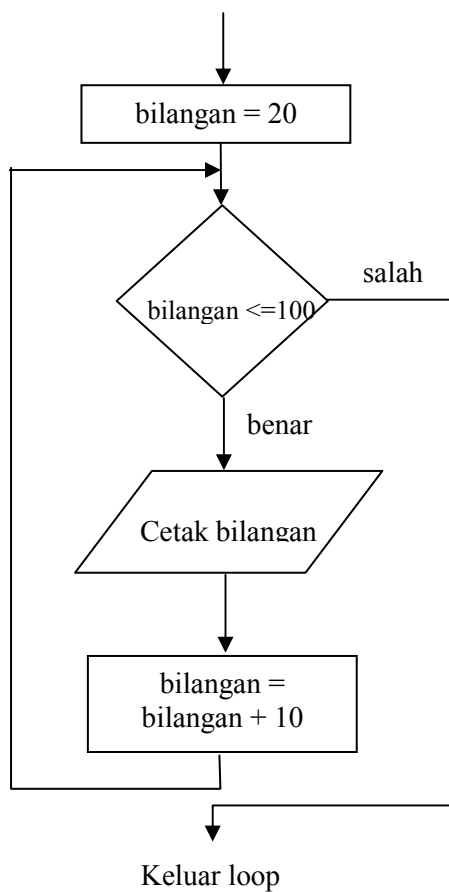 bilangan = 20
salah
bilangan <=100
benar
Cetak bilangan
bilangan =
bilangan + 10
Keluar loop